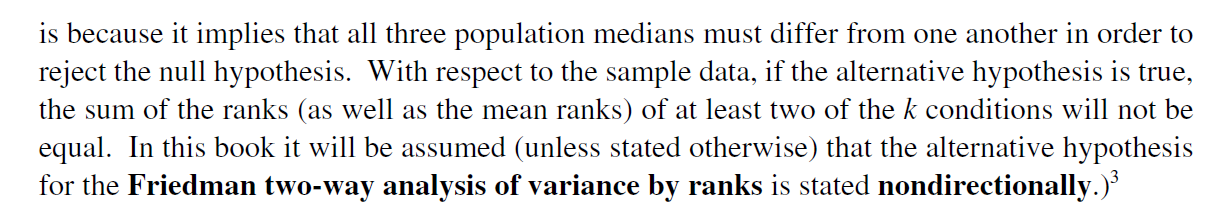 is because it implies that all three population medians must differ from one another in order to
reject the null hypothesis.  With respect to the sample data, if the alternative hypothesis is true,
the sum of the ranks (as well as the mean ranks) of at least two of the k conditions will not be
equal.  In this book it will be assumed (unless stated otherwise) that the alternative hypothesis
for the Friedman two-way analysis of variance by ranks is stated nondirectionally.)³